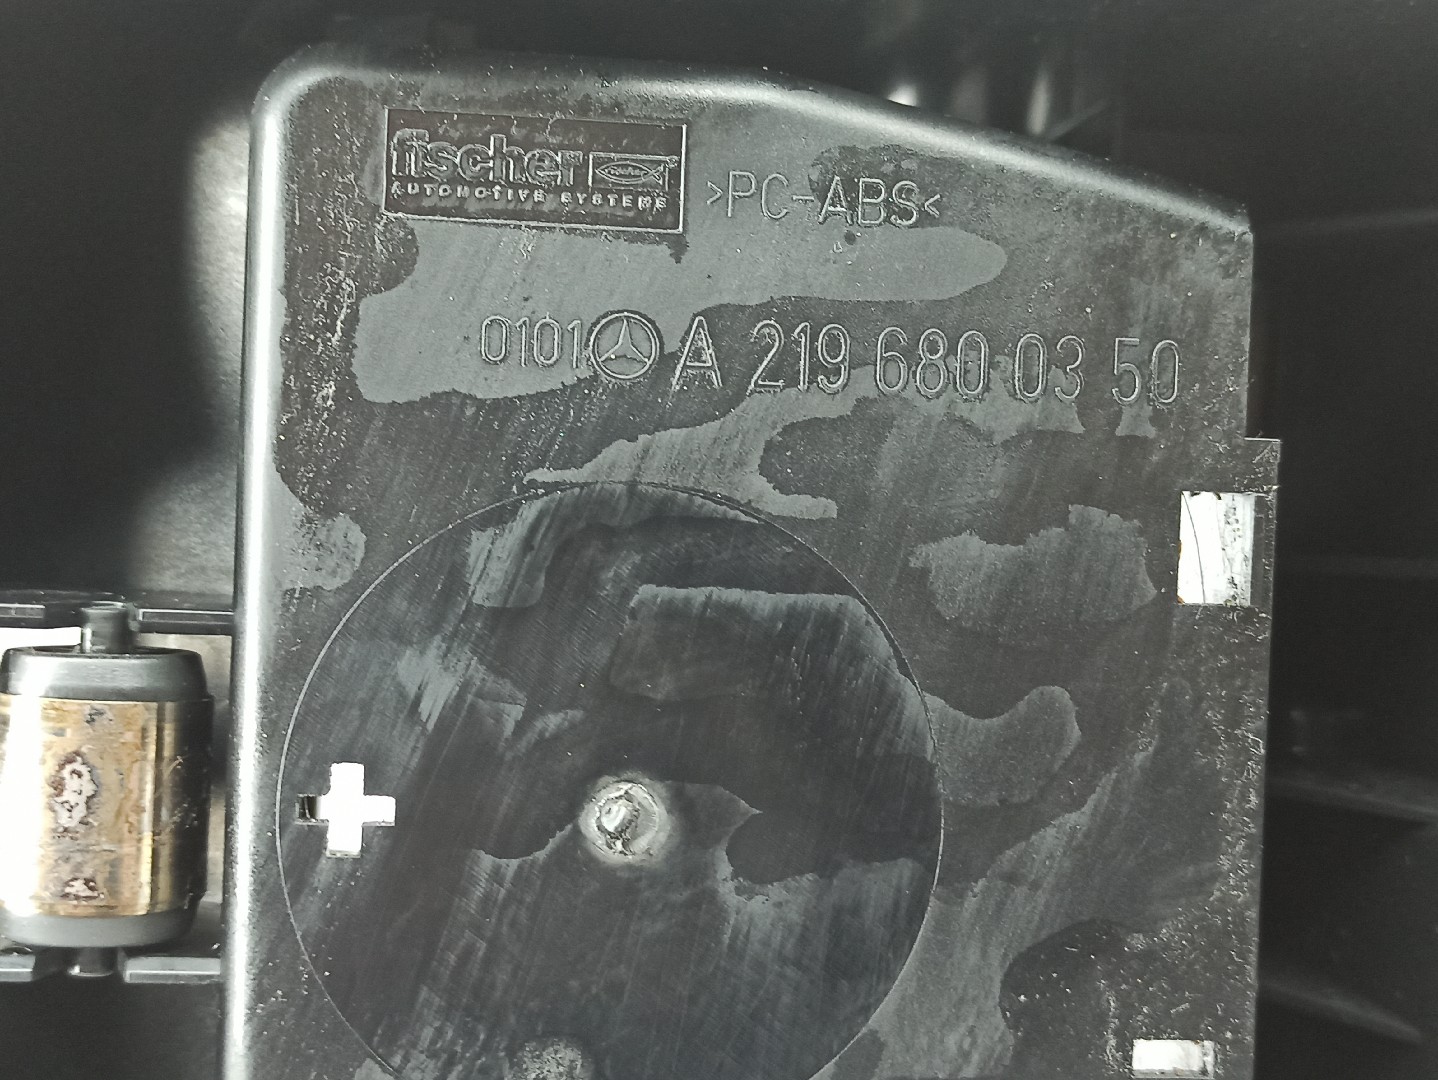 fischer
AUTOMOTIVE SYSTEMS
>PC-ABS<
0101 A 219 680 03 50